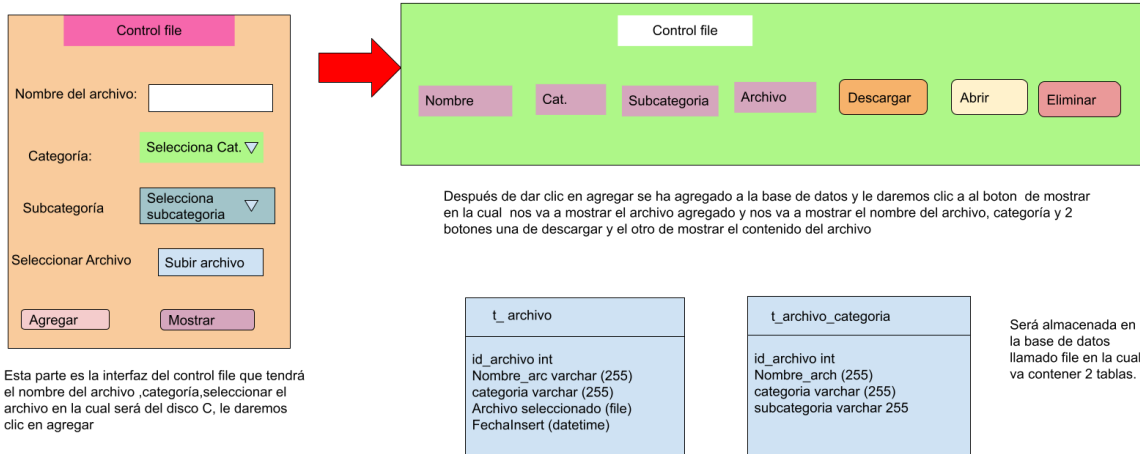 Control file
Nombre del archivo:
Categoría:
Selecciona Cat.
Subcategoría
Selecciona
subcategoria
Seleccionar Archivo
Subir archivo
Agregar
Mostrar
Esta parte es la interfaz del control file que tendrá
el nombre del archivo ,categoría,seleccionar el
archivo en la cual será del disco C, le daremos
clic en agregar
Control file
Nombre
Cat.
Subcategoria
Archivo
Descargar
Abrir
Eliminar
Después de dar clic en agregar se ha agregado a la base de datos y le daremos clic a al boton de mostrar
en la cual nos va a mostrar el archivo agregado y nos va a mostrar el nombre del archivo, categoría y 2
botones una de descargar y el otro de mostrar el contenido del archivo
t_ archivo
id_archivo int
Nombre_arc varchar (255)
categoria varchar (255)
Archivo seleccionado (file)
FechaInsert (datetime)
t_archivo_categoria
id_archivo int
Nombre_arch (255)
categoria varchar (255)
subcategoria varchar 255
Será almacenada en
la base de datos
llamado file en la cual
va contener 2 tablas.